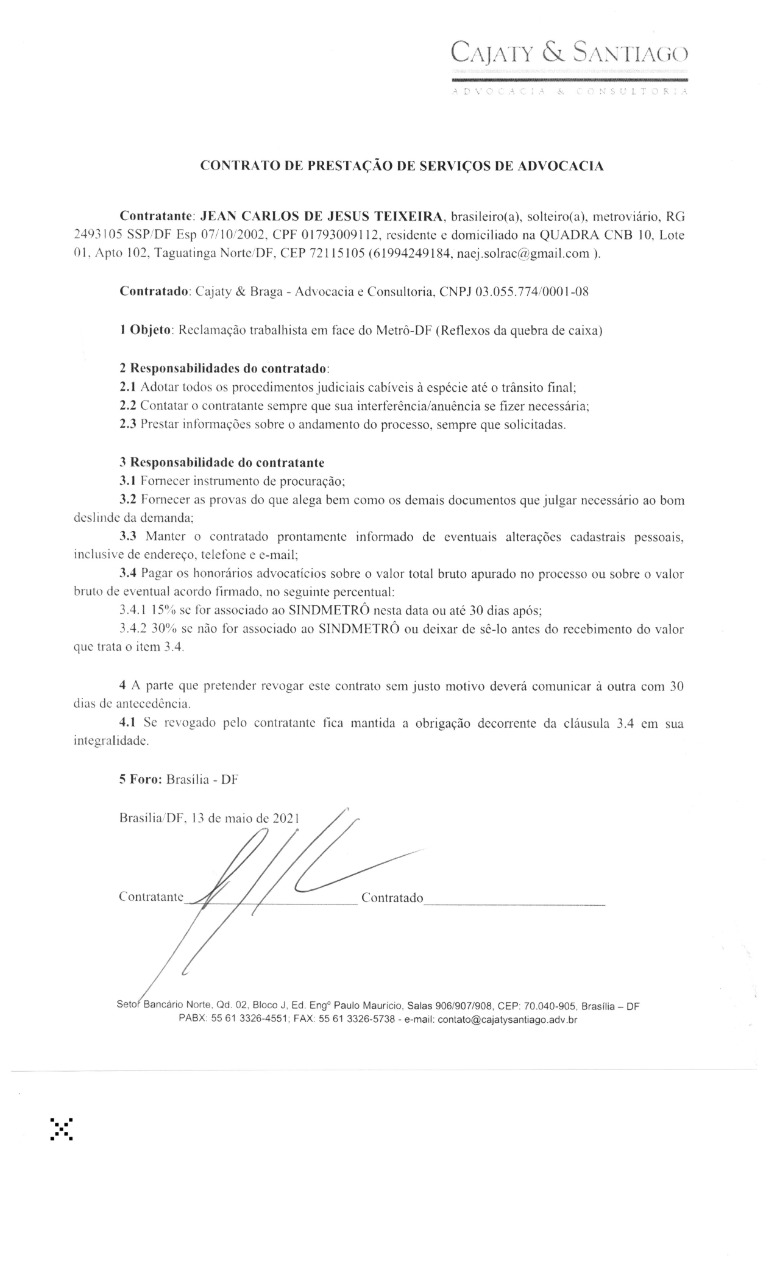 CAJATY & SANTIAGO
ADVOCACIA & CONSULTORIA
CONTRATO DE PRESTAÇÃO DE SERVIÇOS DE ADVOCACIA
Contratante: JEAN CARLOS DE JESUS TEIXEIRA, brasileiro(a), solteiro(a), metroviário, RG
2493105 SSP/DF Esp 07/10/2002, CPF 01793009112, residente e domiciliado na QUADRA CNB 10, Lote
01, Apto 102, Taguatinga Norte/DF, CEP 72115105 (61994249184, naej.solrac@gmail.com ).
Contratado: Cajaty & Braga - Advocacia e Consultoria, CNPJ 03.055.774/0001-08
1 Objeto: Reclamação trabalhista em face do Metrô-DF (Reflexos da quebra de caixa)
2 Responsabilidades do contratado:
2.1 Adotar todos os procedimentos judiciais cabíveis à espécie até o trânsito final;
2.2 Contatar o contratante sempre que sua interferência/anuência se fizer necessária;
2.3 Prestar informações sobre o andamento do processo, sempre que solicitadas.
3 Responsabilidade do contratante
3.1 Fornecer instrumento de procuração;
3.2 Fornecer as provas do que alega bem como os demais documentos que julgar necessário ao bom
deslinde da demanda;
3.3 Manter o contratado prontamente informado de eventuais alterações cadastrais pessoais,
inclusive de endereço, telefone e e-mail;
3.4 Pagar os honorários advocatícios sobre o valor total bruto apurado no processo ou sobre o valor
bruto de eventual acordo firmado, no seguinte percentual:
3.4.1 15% se for associado ao SINDMETRÔ nesta data ou até 30 dias após;
3.4.2 30% se não for associado ao SINDMETRÔ ou deixar de sê-lo antes do recebimento do valor
que trata o item 3.4.
4 A parte que pretender revogar este contrato sem justo motivo deverá comunicar à outra com 30
dias de antecedência.
4.1 Se revogado pelo contratante fica mantida a obrigação decorrente da cláusula 3.4 em sua
integralidade.
5 Foro: Brasília - DF
Brasília/DF, 13 de maio de 2021
Contratante Contratado
Setor Bancário Norte, Qd. 02, Bloco J, Ed. Engº Paulo Maurício, Salas 906/907/908, CEP: 70.040-905, Brasília – DF
PABX: 55 61 3326-4551; FAX: 55 61 3326-5738 - e-mail: contato@cajatysantiago.adv.br